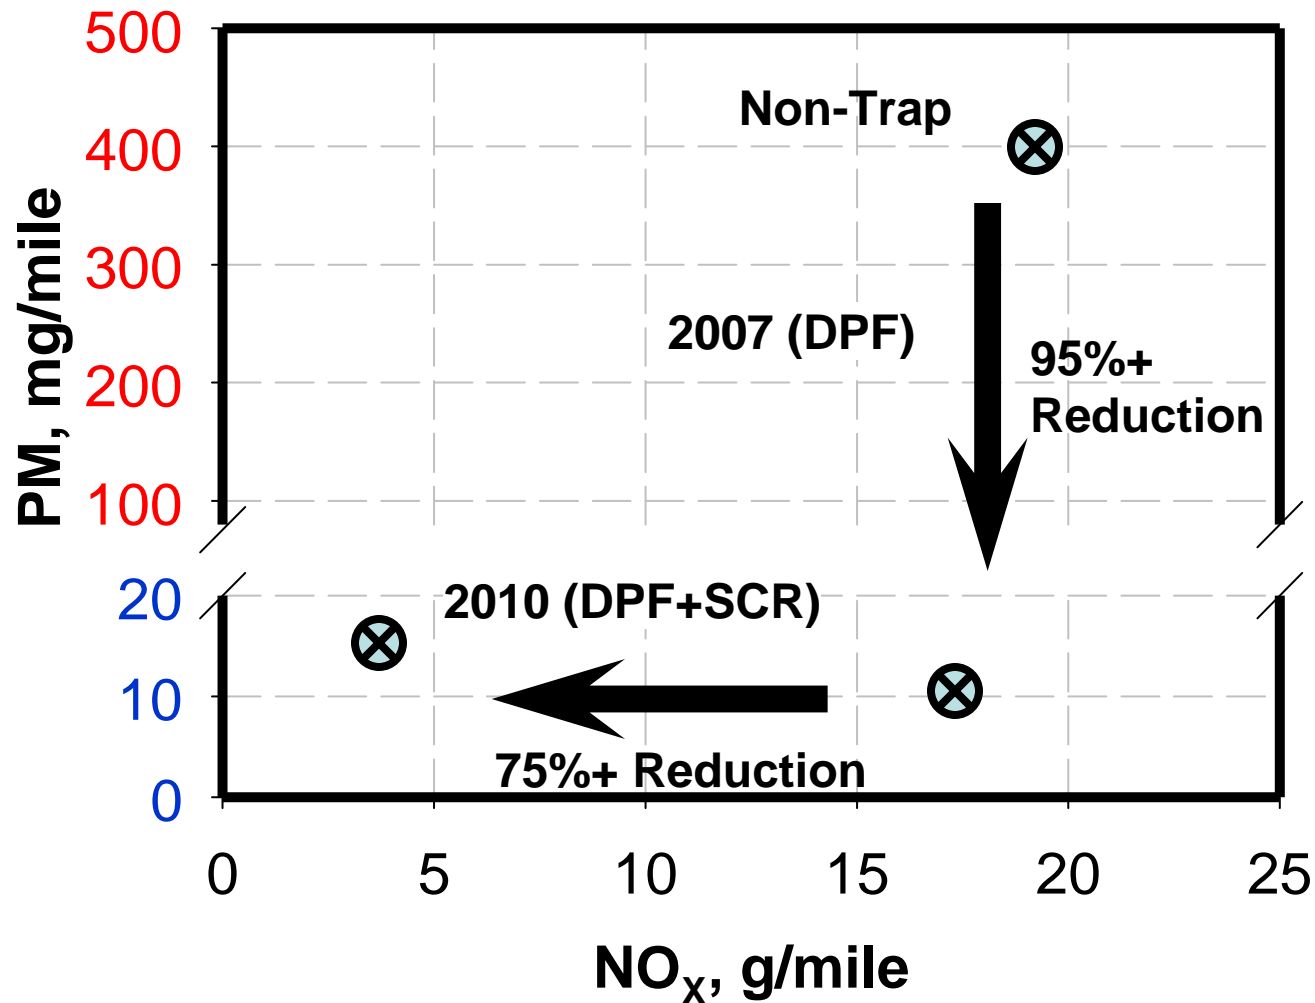 500
400
300
200
100
20
10
0
PM, mg/mile
Non-Trap
2007 (DPF)
95%+
Reduction
2010 (DPF+SCR)
75%+ Reduction
0 5 10 15 20 25
NOX, g/mile